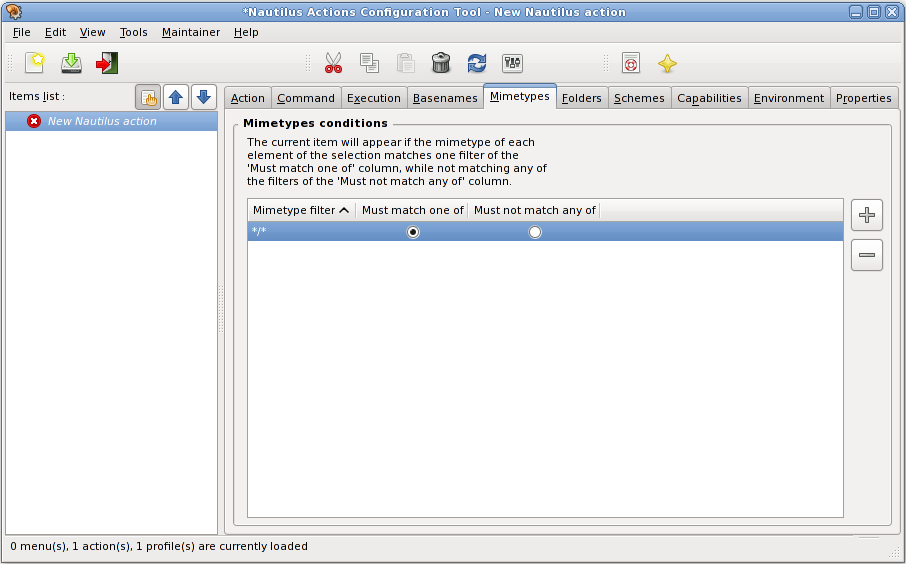 *Nautilus Actions Configuration Tool - New Nautilus action
File Edit View Tools Maintainer Help
Items list :
Action Command Execution Basenames Mimetypes Folders Schemes Capabilities Environment Properties
New Nautilus action
Mimetypes conditions
The current item will appear if the mimetype of each
element of the selection matches one filter of the
'Must match one of' column, while not matching any of
the filters of the 'Must not match any of' column.
Mimetype filter Must match one of Must not match any of
*/*
0 menu(s), 1 action(s), 1 profile(s) are currently loaded